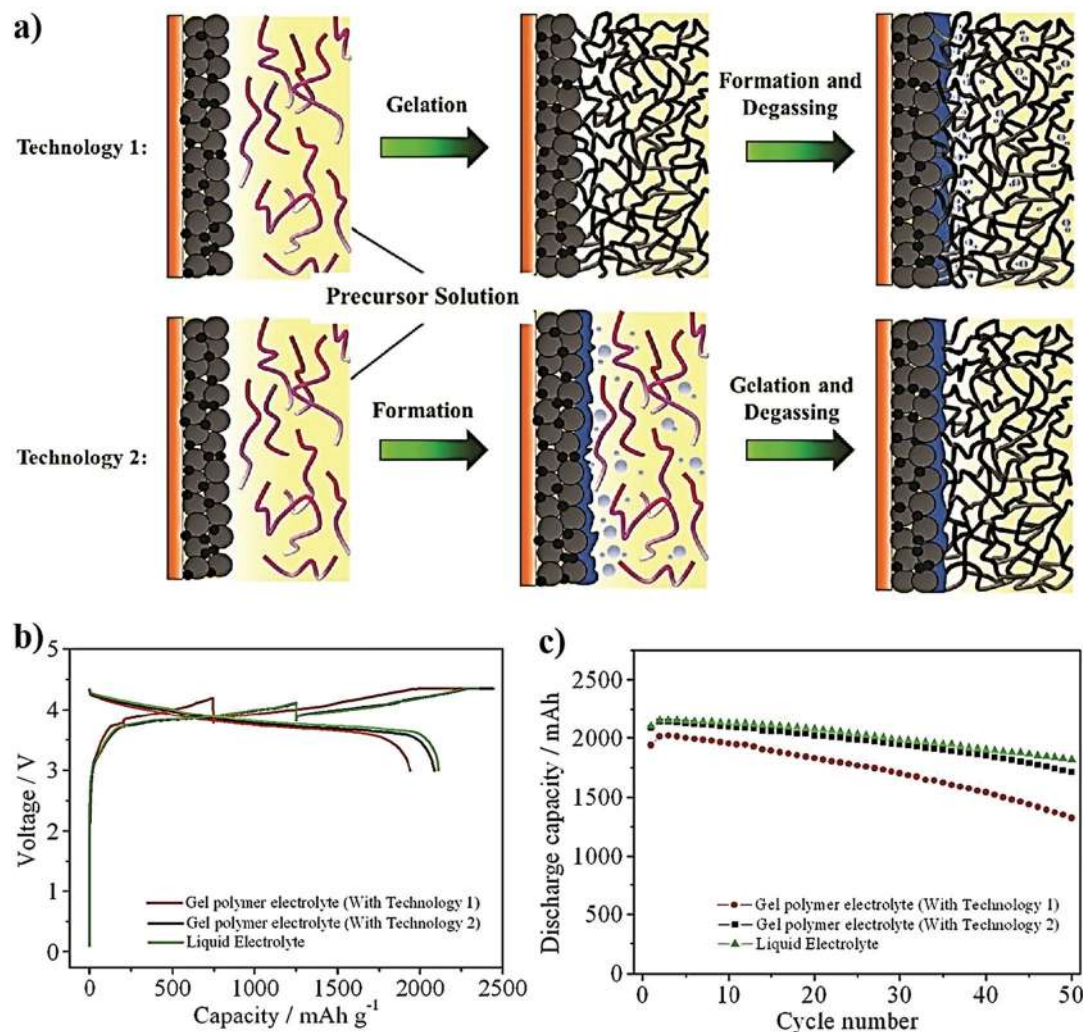 a)
Gelation
Formation and
Degassing
Technology 1:
Precursor Solution
Formation
Gelation and
Degassing
Technology 2:
b)
5
4
3
2
1
0
Voltage / V
Gel polymer electrolyte (With Technology 1)
Gel polymer electrolyte (With Technology 2)
Liquid Electrolyte
0 500 1000 1500 2000 2500
Capacity / mAh g⁻¹
c)
2500
2000
1500
1000
500
0
Discharge capacity / mAh
Gel polymer electrolyte (With Technology 1)
Gel polymer electrolyte (With Technology 2)
Liquid Electrolyte
0 10 20 30 40 50
Cycle number